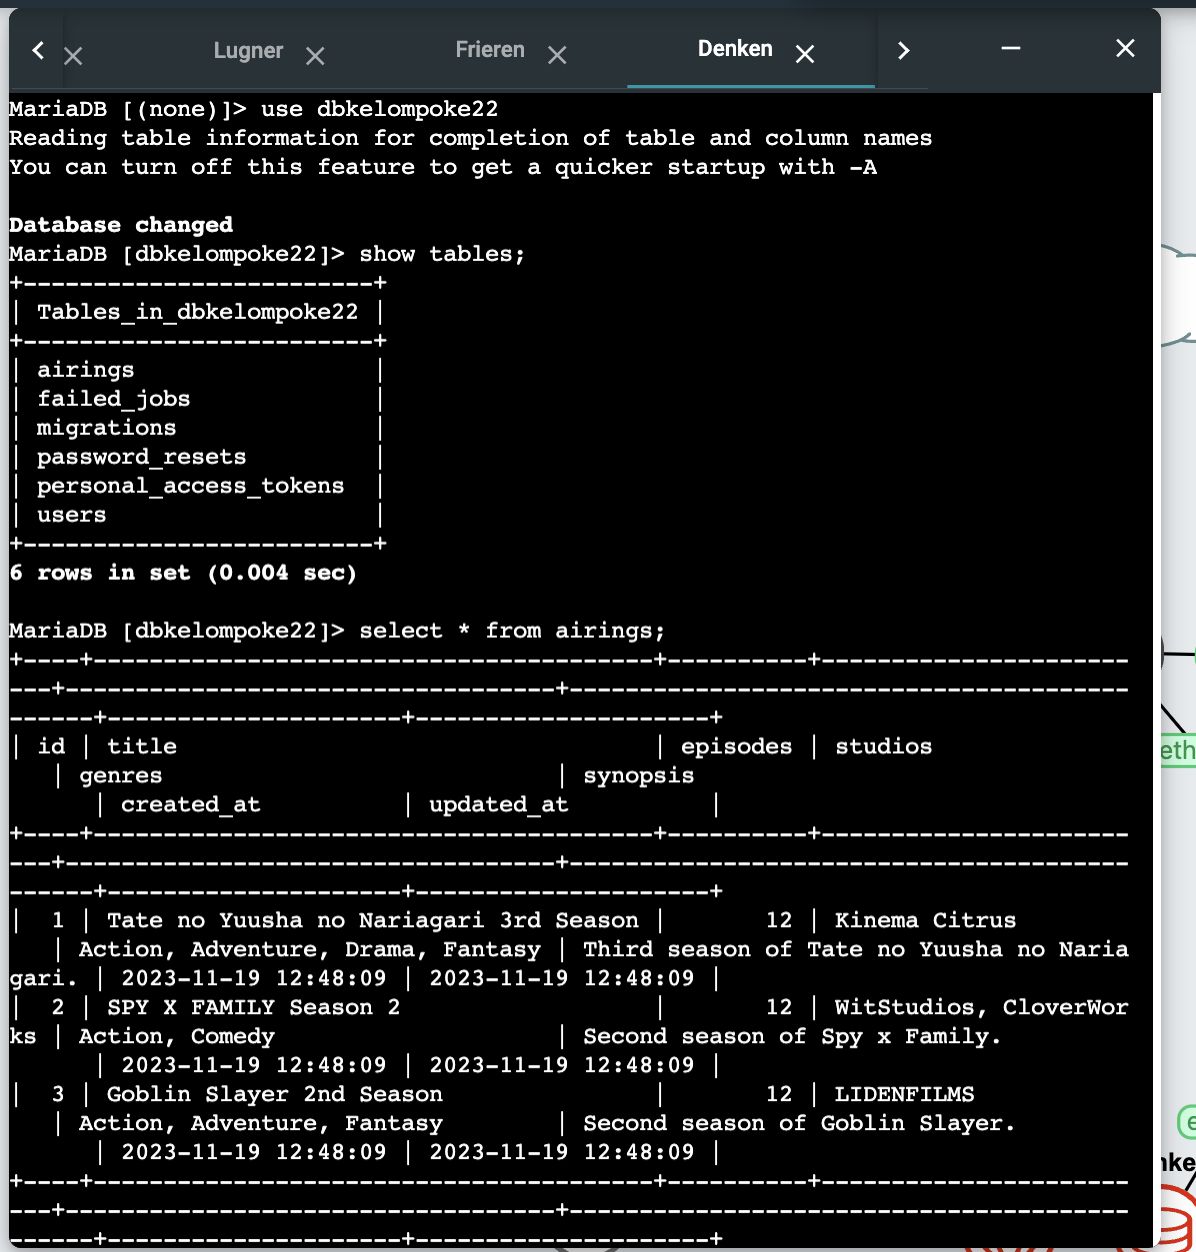 Lugner Frieren Denken
MariaDB [(none)]> use dbkelompoke22
Reading table information for completion of table and column names
You can turn off this feature to get a quicker startup with -A
Database changed
MariaDB [dbkelompoke22]> show tables;
+-------------------------+
| Tables_in_dbkelompoke22 |
+-------------------------+
| airings                 |
| failed_jobs             |
| migrations              |
| password_resets         |
| personal_access_tokens  |
| users                   |
+-------------------------+
6 rows in set (0.004 sec)
MariaDB [dbkelompoke22]> select * from airings;
+----+----------------------------------------+----------+----------------------
---+-----------------------------------+----------------------------------------
------+---------------------+---------------------+
| id | title                                  | episodes | studios
   | genres                            | synopsis
      | created_at          | updated_at          |
+----+----------------------------------------+----------+----------------------
---+-----------------------------------+----------------------------------------
------+---------------------+---------------------+
|  1 | Tate no Yuusha no Nariagari 3rd Season |       12 | Kinema Citrus
   | Action, Adventure, Drama, Fantasy | Third season of Tate no Yuusha no Naria
gari. | 2023-11-19 12:48:09 | 2023-11-19 12:48:09 |
|  2 | SPY X FAMILY Season 2                  |       12 | WitStudios, CloverWor
ks | Action, Comedy                    | Second season of Spy x Family.
      | 2023-11-19 12:48:09 | 2023-11-19 12:48:09 |
|  3 | Goblin Slayer 2nd Season               |       12 | LIDENFILMS
   | Action, Adventure, Fantasy        | Second season of Goblin Slayer.
      | 2023-11-19 12:48:09 | 2023-11-19 12:48:09 |
+----+----------------------------------------+----------+----------------------
---+-----------------------------------+----------------------------------------
------+---------------------+---------------------+
eth